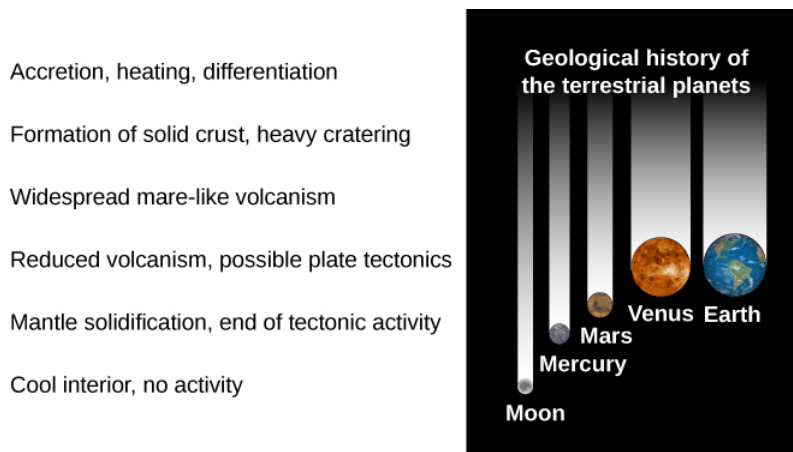 Accretion, heating, differentiation
Formation of solid crust, heavy cratering
Widespread mare-like volcanism
Reduced volcanism, possible plate tectonics
Mantle solidification, end of tectonic activity
Cool interior, no activity
Geological history of
the terrestrial planets
Venus Earth
Mars
Mercury
Moon